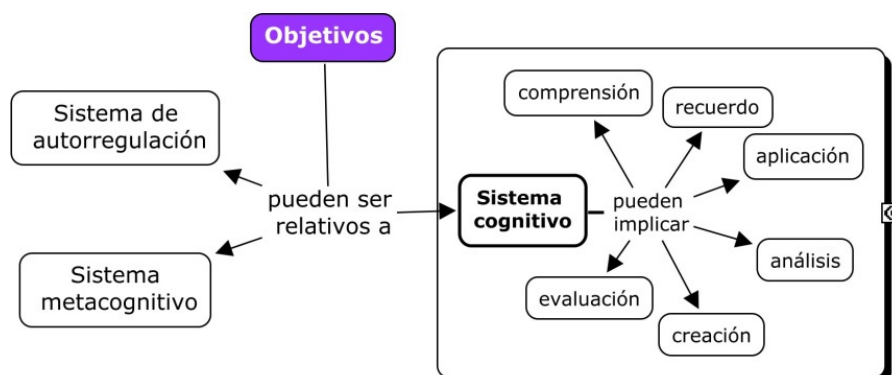 Objetivos
Sistema de
autorregulación
pueden ser
relativos a
Sistema
metacognitivo
Sistema
cognitivo
pueden
implicar
comprensión
recuerdo
aplicación
análisis
creación
evaluación